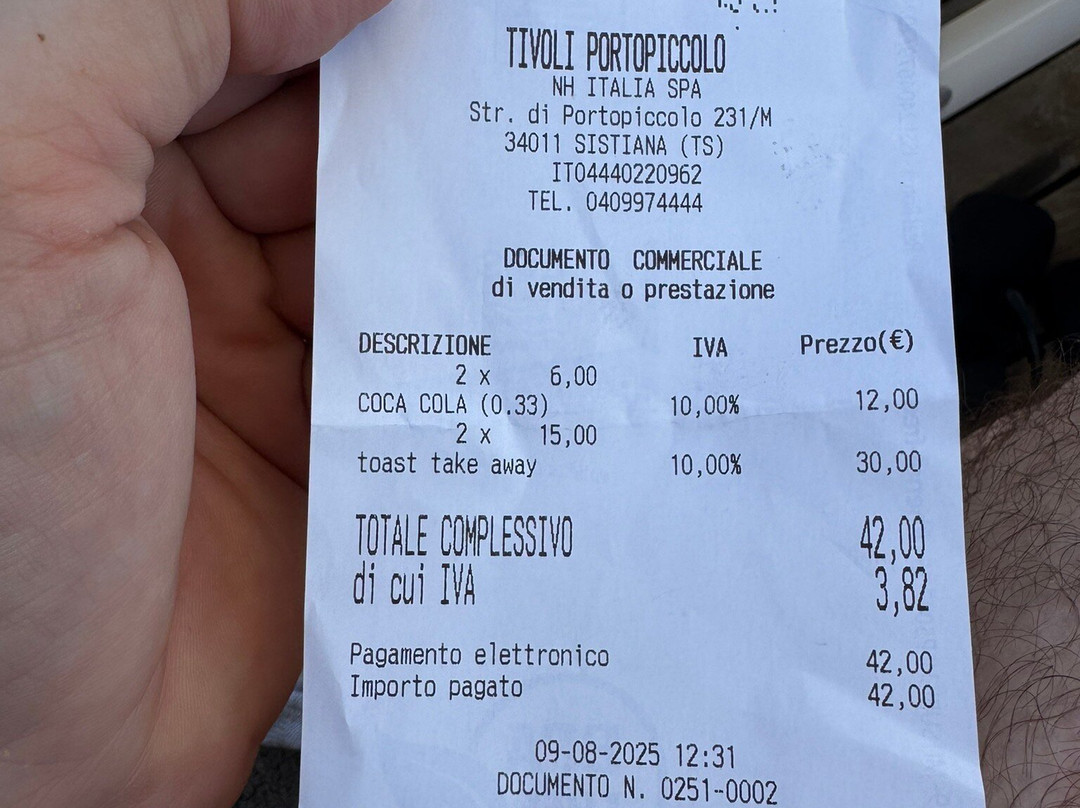 TIVOLI PORTOPICCOLO
NH ITALIA SPA
Str. di Portopiccolo 231/M
34011 SISTIANA (TS)
IT04440220962
TEL. 0409974444
DOCUMENTO COMMERCIALE
di vendita o prestazione
DESCRIZIONE IVA Prezzo(€)
2 x 6,00
COCA COLA (0.33) 10,00% 12,00
2 x 15,00
toast take away 10,00% 30,00
TOTALE COMPLESSIVO 42,00
di cui IVA 3,82
Pagamento elettronico 42,00
Importo pagato 42,00
09-08-2025 12:31
DOCUMENTO N. 0251-0002